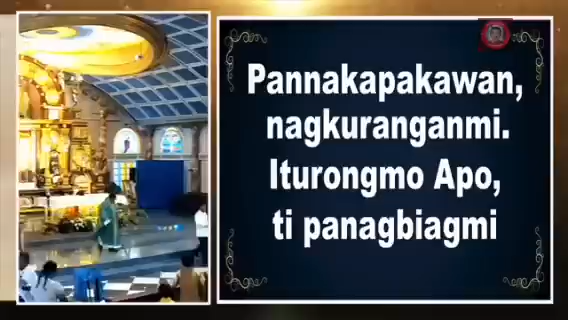 Pannakapakawan,
nagkuranganmi.
Iturongmo Apo,
ti panagbiagmi